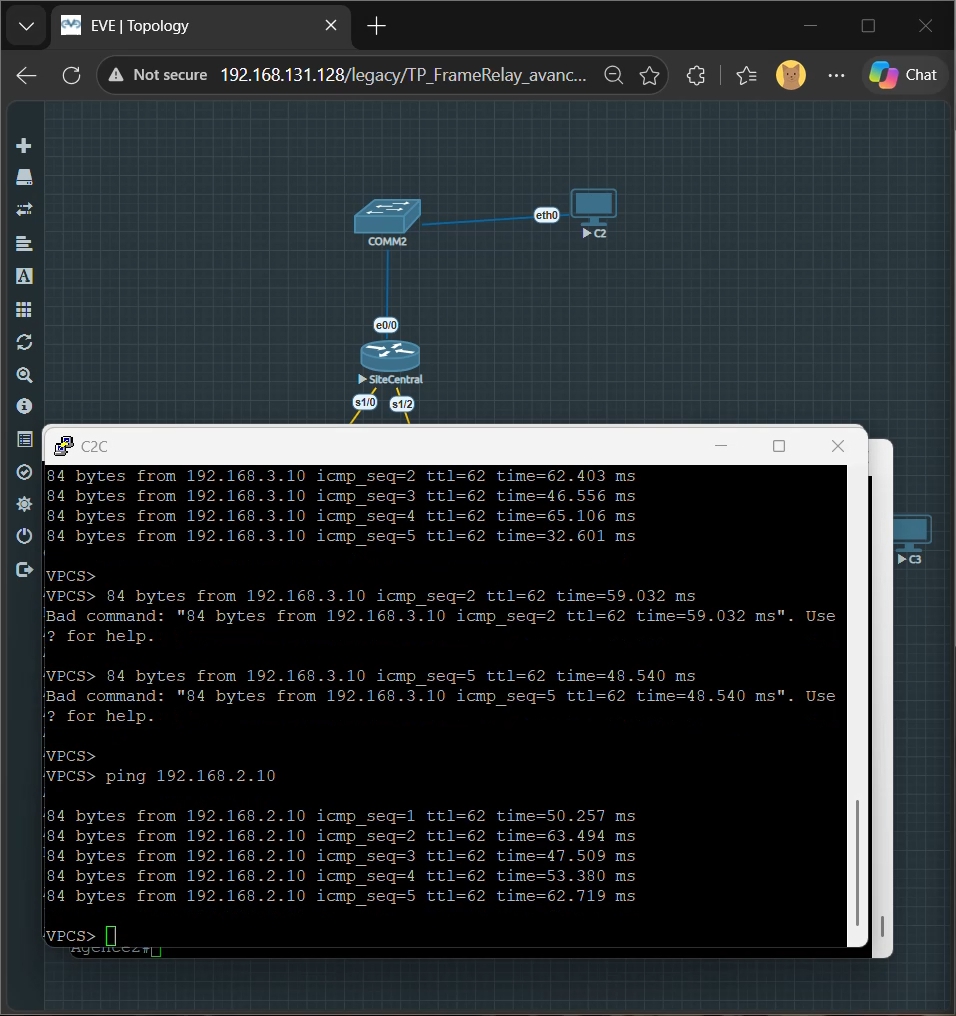 EVE | Topology
Not secure 192.168.131.128/legacy/TP_FrameRelay_avanc...
Chat
COMM2
eth0
C2
e0/0
SiteCentral
s1/0
s1/2
C3
C2C
84 bytes from 192.168.3.10 icmp_seq=2 ttl=62 time=62.403 ms
84 bytes from 192.168.3.10 icmp_seq=3 ttl=62 time=46.556 ms
84 bytes from 192.168.3.10 icmp_seq=4 ttl=62 time=65.106 ms
84 bytes from 192.168.3.10 icmp_seq=5 ttl=62 time=32.601 ms
VPCS>
VPCS> 84 bytes from 192.168.3.10 icmp_seq=2 ttl=62 time=59.032 ms
Bad command: "84 bytes from 192.168.3.10 icmp_seq=2 ttl=62 time=59.032 ms". Use
? for help.
VPCS> 84 bytes from 192.168.3.10 icmp_seq=5 ttl=62 time=48.540 ms
Bad command: "84 bytes from 192.168.3.10 icmp_seq=5 ttl=62 time=48.540 ms". Use
? for help.
VPCS>
VPCS> ping 192.168.2.10
84 bytes from 192.168.2.10 icmp_seq=1 ttl=62 time=50.257 ms
84 bytes from 192.168.2.10 icmp_seq=2 ttl=62 time=63.494 ms
84 bytes from 192.168.2.10 icmp_seq=3 ttl=62 time=47.509 ms
84 bytes from 192.168.2.10 icmp_seq=4 ttl=62 time=53.380 ms
84 bytes from 192.168.2.10 icmp_seq=5 ttl=62 time=62.719 ms
VPCS>
Agence2#